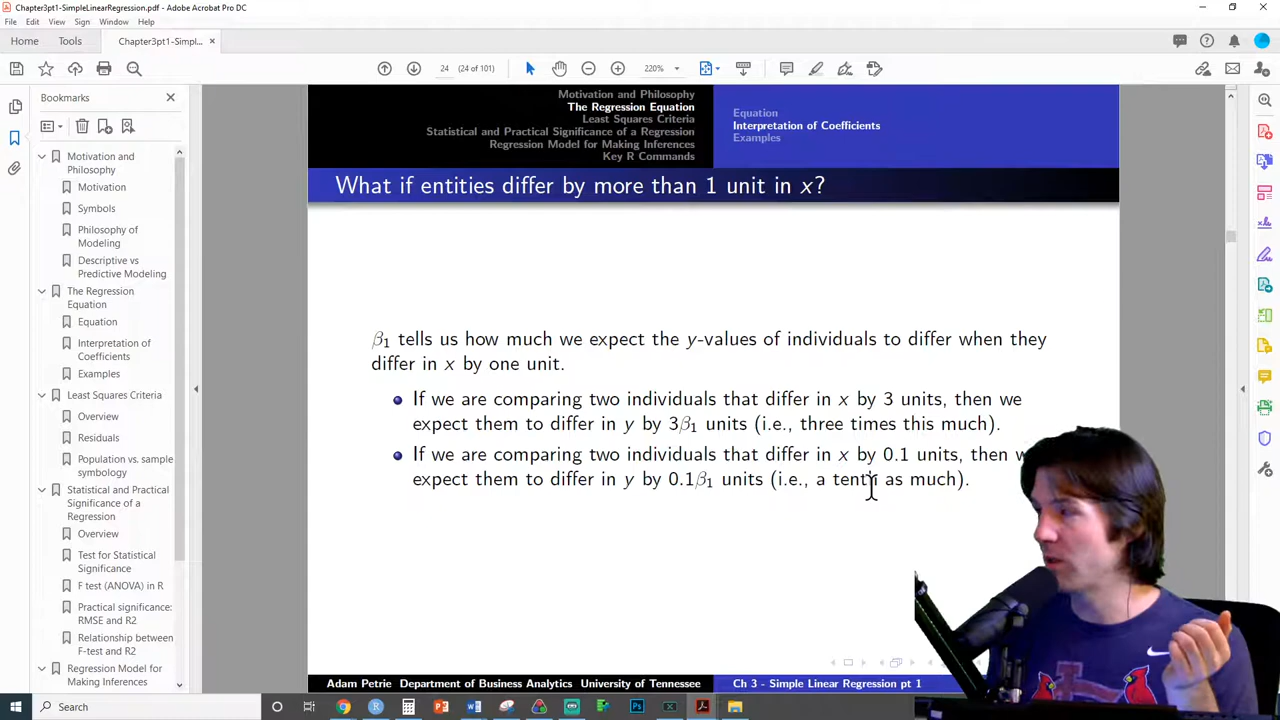 Chapter3pt1-SimpleLinearRegression.pdf - Adobe Acrobat Pro DC
File Edit View Sign Window Help
Home Tools Chapter3pt1-Simpl...
24 (24 of 101) 220%
Bookmarks
Motivation and
Philosophy
Motivation
Symbols
Philosophy of
Modeling
Descriptive vs
Predictive Modeling
The Regression
Equation
Equation
Interpretation of
Coefficients
Examples
Least Squares Criteria
Overview
Residuals
Population vs. sample
symbology
Statistical and Practical
Significance of a
Regression
Overview
Test for Statistical
Significance
F test (ANOVA) in R
Practical significance:
RMSE and R2
Relationship between
F-test and R2
Regression Model for
Making Inferences
Motivation and Philosophy
The Regression Equation
Least Squares Criteria
Statistical and Practical Significance of a Regression
Regression Model for Making Inferences
Key R Commands
Equation
Interpretation of Coefficients
Examples
What if entities differ by more than 1 unit in x?
β₁ tells us how much we expect the y-values of individuals to differ when they
differ in x by one unit.
If we are comparing two individuals that differ in x by 3 units, then we
expect them to differ in y by 3β₁ units (i.e., three times this much).
If we are comparing two individuals that differ in x by 0.1 units, then
expect them to differ in y by 0.1β₁ units (i.e., a tenth as much).
Adam Petrie Department of Business Analytics University of Tennessee
Ch 3 - Simple Linear Regression pt 1
Search